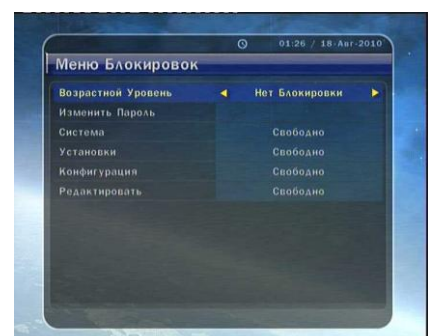 01:26 / 18-Авг-2010
Меню Блокировок
Возрастной Уровень Нет Блокировки
Изменить Пароль
Система Свободно
Установки Свободно
Конфигурация Свободно
Редактировать Свободно